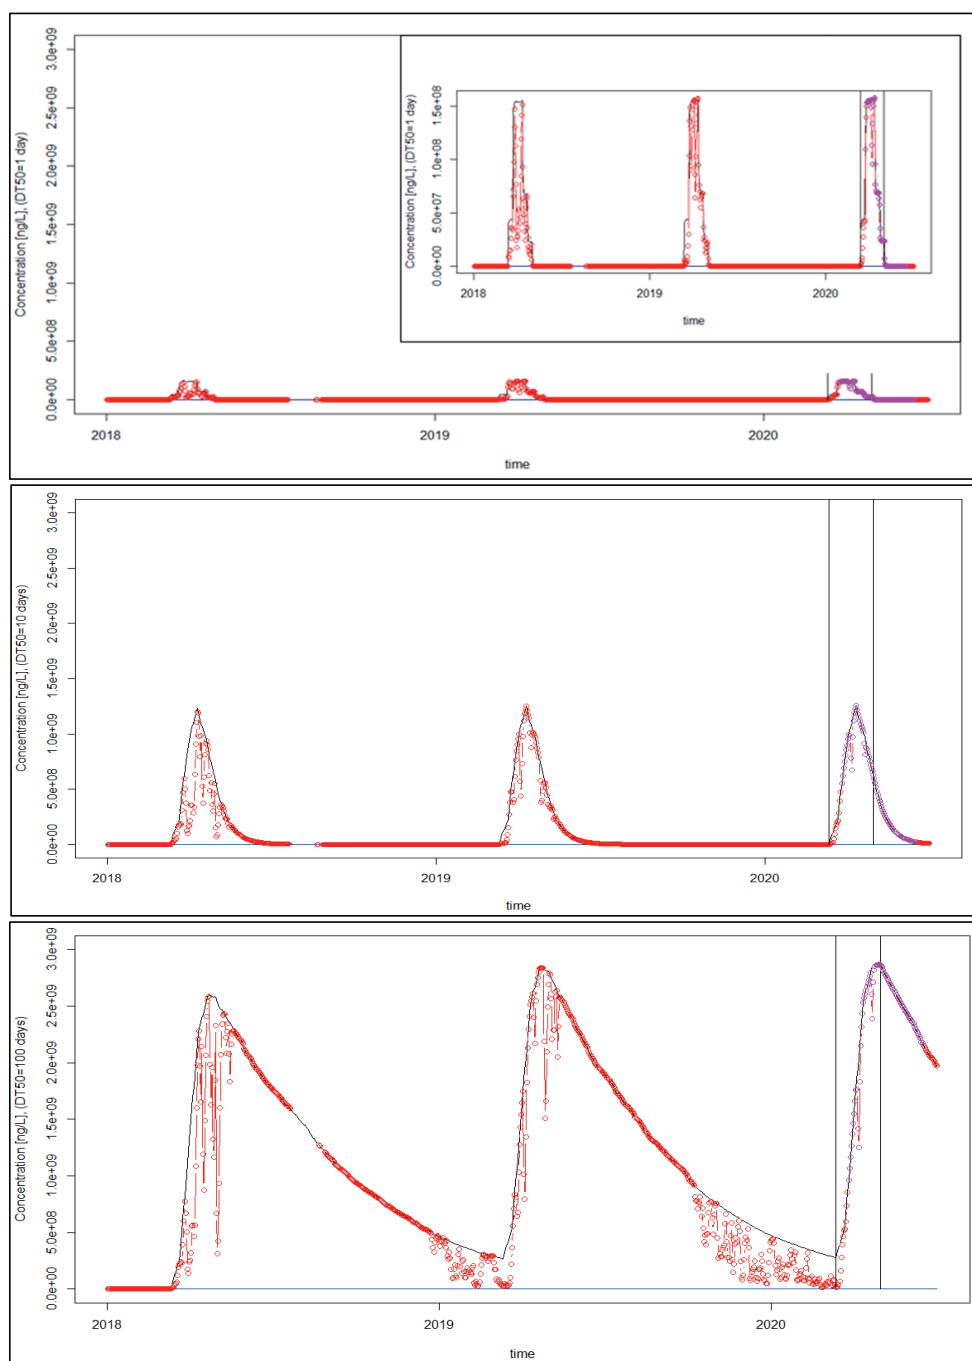 Concentration [ng/L], (DT50=1 day)
3.0e+09
2.5e+09
2.0e+09
1.5e+09
1.0e+09
5.0e+08
0.0e+00
2018 2019 2020
time
Concentration [ng/L], (DT50=1 day)
1.5e+08
1.0e+08
5.0e+07
0.0e+00
2018 2019 2020
time
Concentration [ng/L], (DT50=10 days)
3.0e+09
2.5e+09
2.0e+09
1.5e+09
1.0e+09
5.0e+08
0.0e+00
2018 2019 2020
time
Concentration [ng/L], (DT50=100 days)
3.0e+09
2.5e+09
2.0e+09
1.5e+09
1.0e+09
5.0e+08
0.0e+00
2018 2019 2020
time